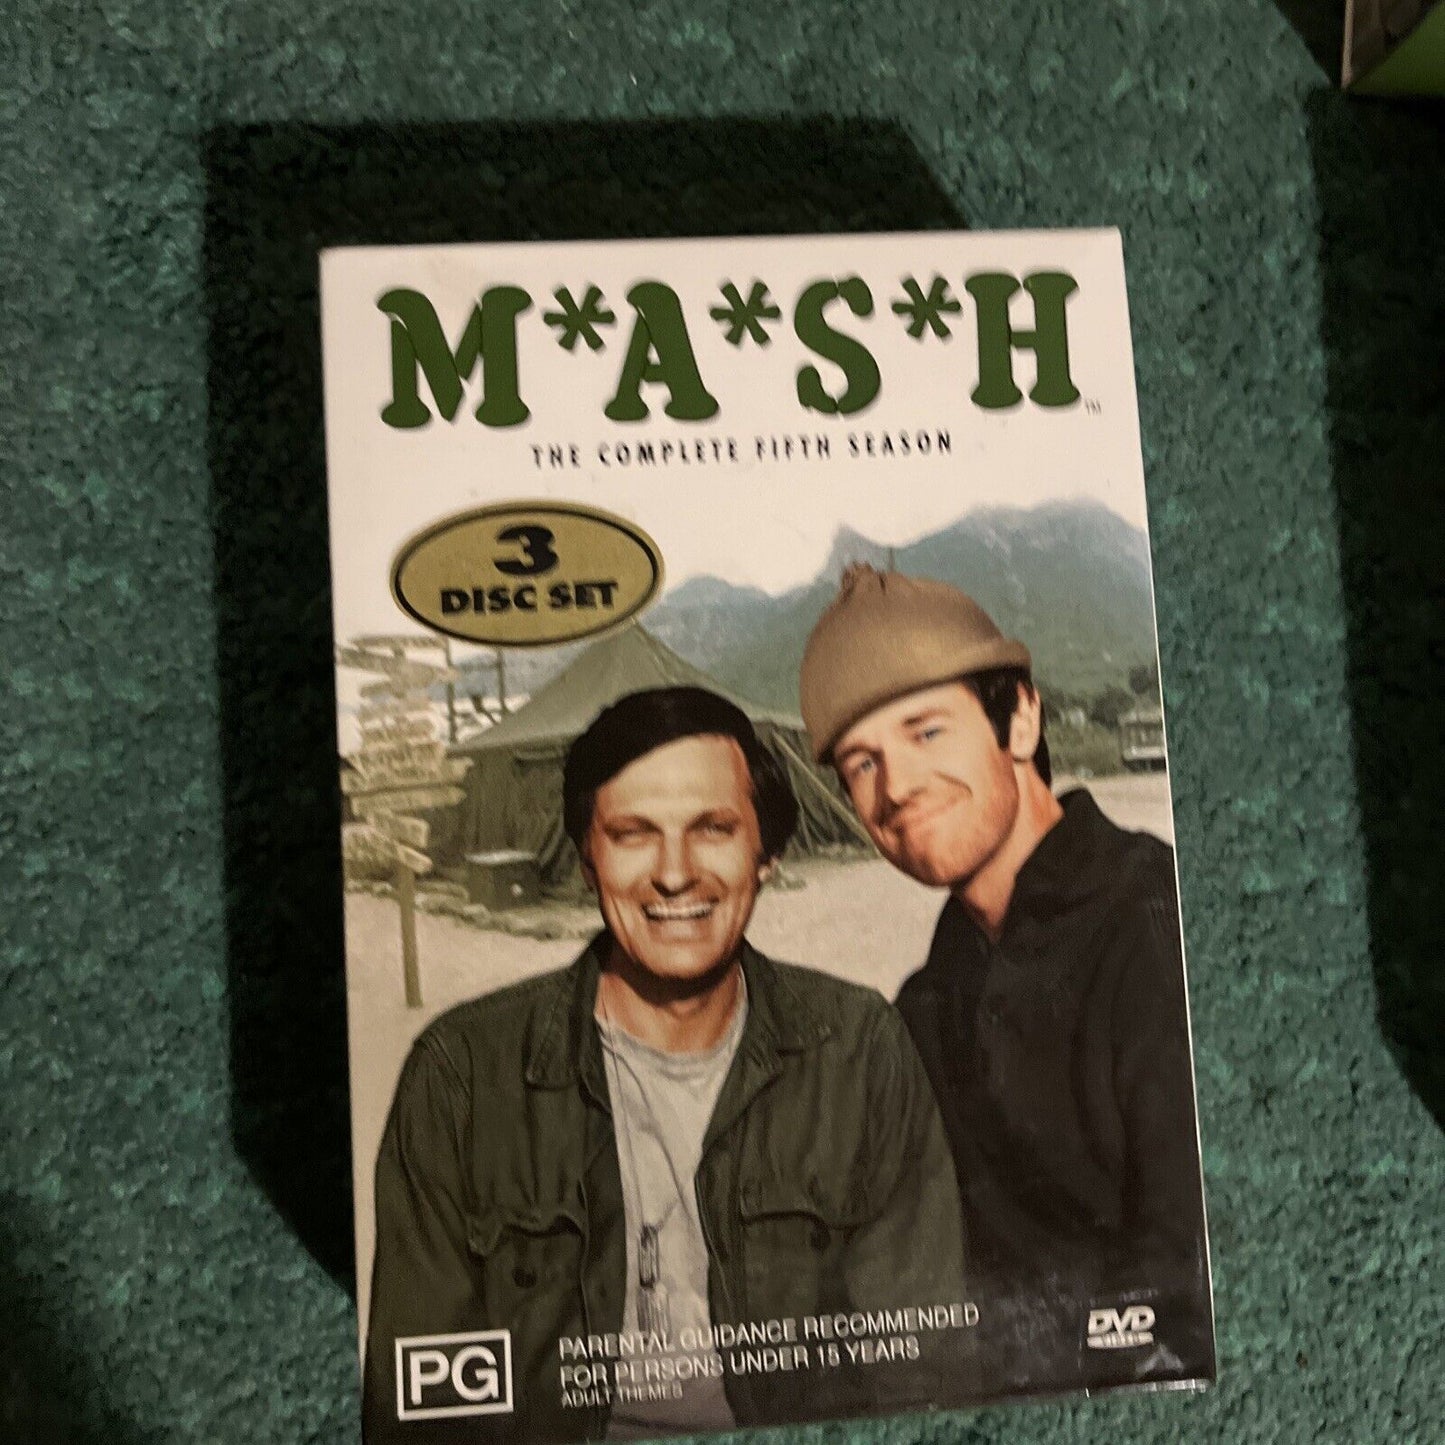 M*A*S*H
TM
THE COMPLETE FIFTH SEASON
3
DISC SET
PG
PARENTAL GUIDANCE RECOMMENDED
FOR PERSONS UNDER 15 YEARS
ADULT THEMES
DVD